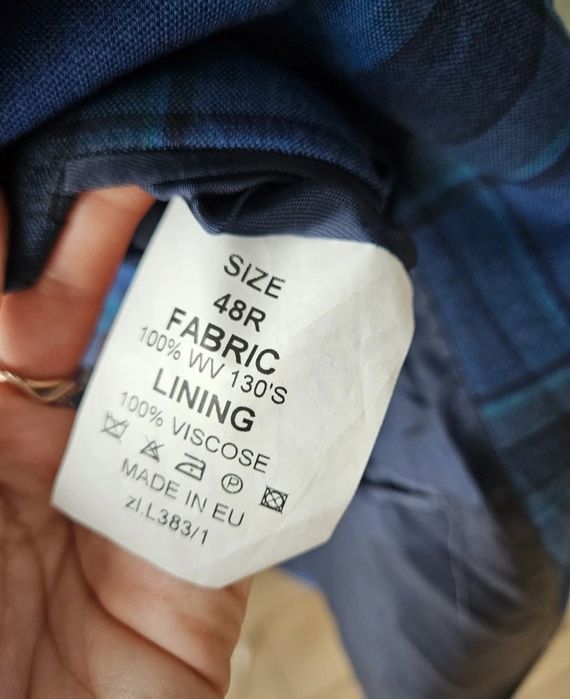 SIZE
48R
FABRIC
100% WV 130'S
LINING
100% VISCOSE
P
MADE IN EU
zl.L383/1